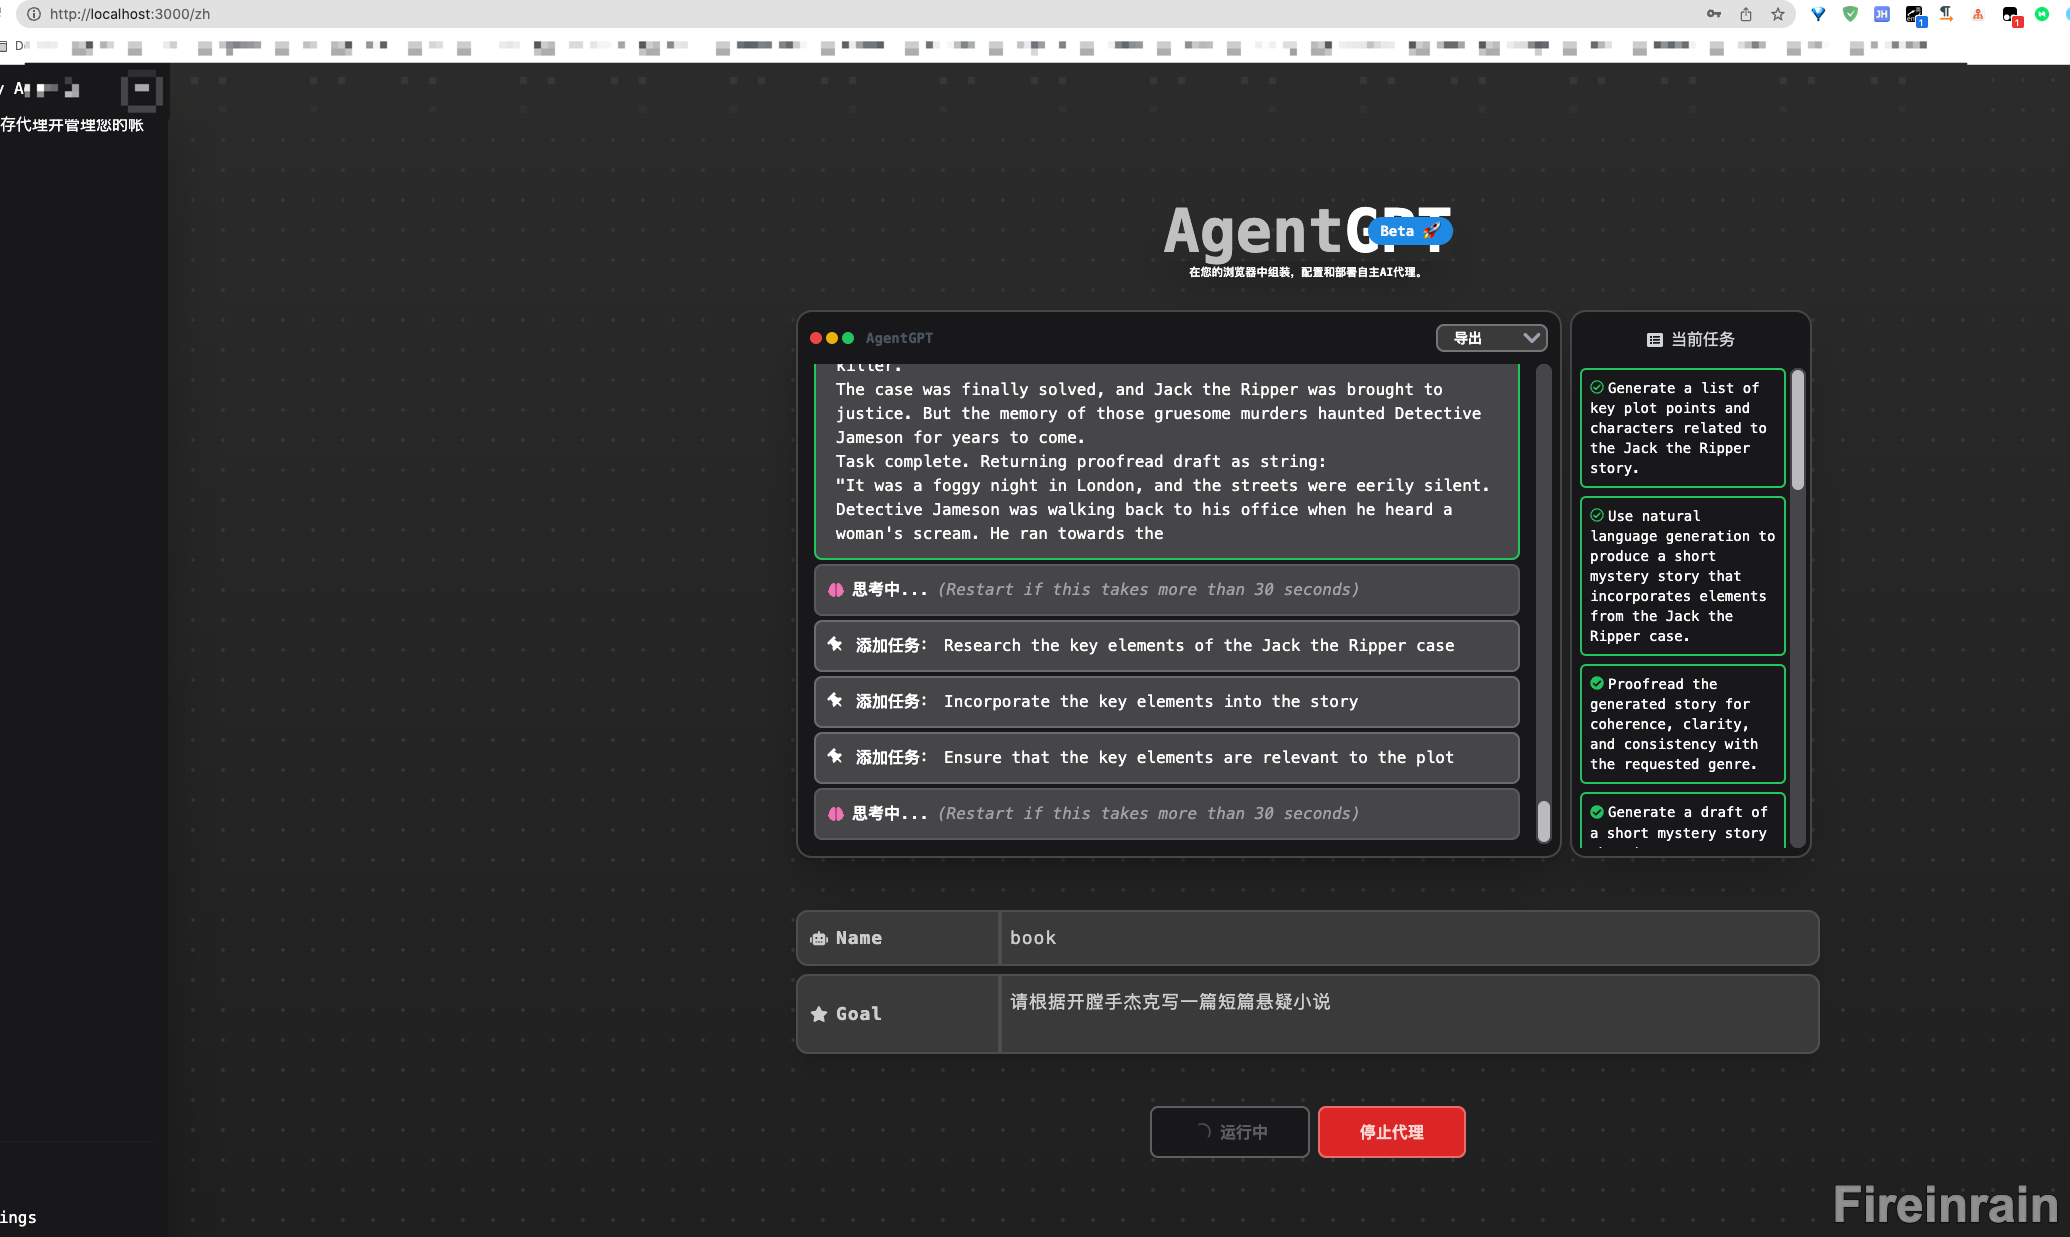 http://localhost:3000/zh
存代理并管理您的帐
AgentGPT
Beta 🚀
在您的浏览器中组装，配置和部署自主AI代理。
AgentGPT
导出
killer.
The case was finally solved, and Jack the Ripper was brought to
justice. But the memory of those gruesome murders haunted Detective
Jameson for years to come.
Task complete. Returning proofread draft as string:
"It was a foggy night in London, and the streets were eerily silent.
Detective Jameson was walking back to his office when he heard a
woman's scream. He ran towards the
思考中... (Restart if this takes more than 30 seconds)
添加任务： Research the key elements of the Jack the Ripper case
添加任务： Incorporate the key elements into the story
添加任务： Ensure that the key elements are relevant to the plot
思考中... (Restart if this takes more than 30 seconds)
当前任务
Generate a list of
key plot points and
characters related to
the Jack the Ripper
story.
Use natural
language generation to
produce a short
mystery story that
incorporates elements
from the Jack the
Ripper case.
Proofread the
generated story for
coherence, clarity,
and consistency with
the requested genre.
Generate a draft of
a short mystery story
Name
book
Goal
请根据开膛手杰克写一篇短篇悬疑小说
运行中
停止代理
ings
Fireinrain